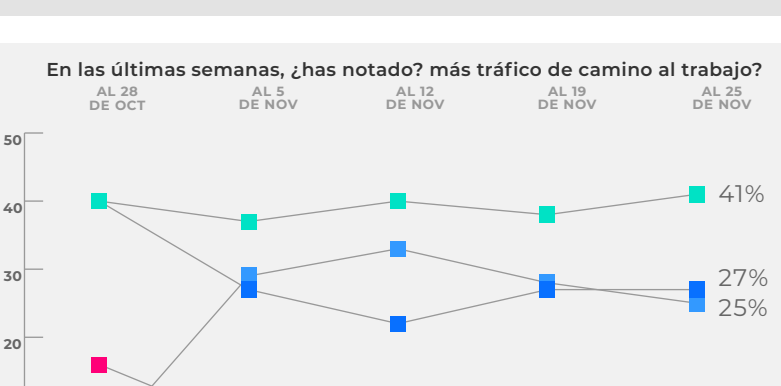 En las últimas semanas, ¿has notado? más tráfico de camino al trabajo?
AL 28
DE OCT
AL 5
DE NOV
AL 12
DE NOV
AL 19
DE NOV
AL 25
DE NOV
50
40
30
20
41%
27%
25%